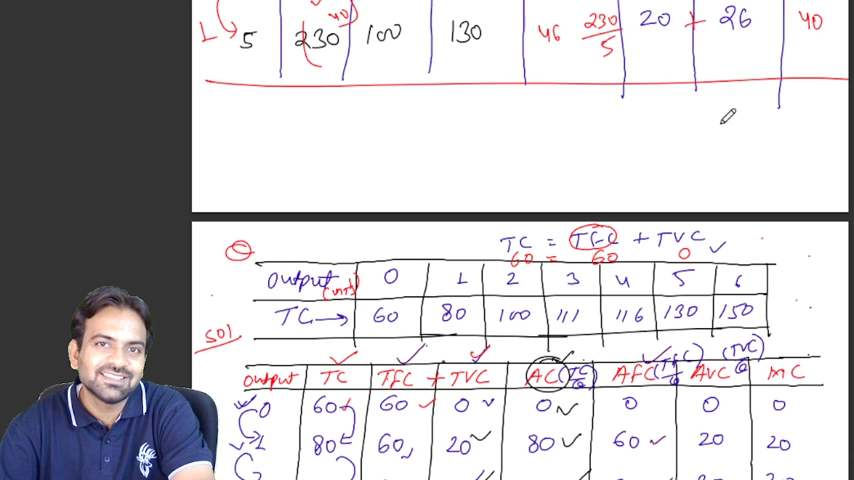 1 5 230 40 100 130 46 230/5 20 + 26 40
Q TC = TFC + TVC
60 = 60 0
Output (units) 0 1 2 3 4 5 6
TC → 60 80 100 111 116 130 150
Sol
Output TC TFC + TVC AC (TC/Q) AFC (TFC/Q) AVC (TVC/Q) MC
0 60 60 0 0 0 0 0
1 80 60 20 80 60 20 20